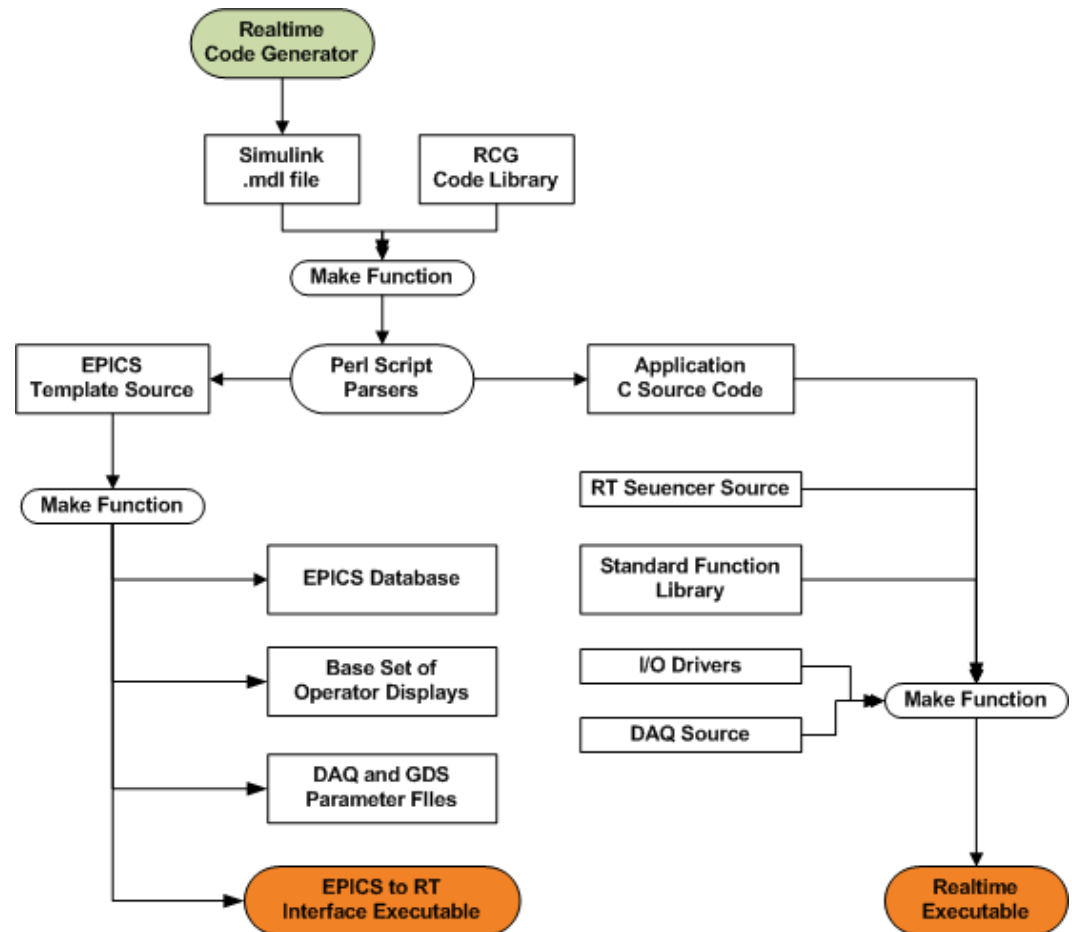 Realtime
Code Generator
Simulink
.mdl file
RCG
Code Library
Make Function
EPICS
Template Source
Perl Script
Parsers
Application
C Source Code
Make Function
RT Seuencer Source
EPICS Database
Standard Function
Library
Base Set of
Operator Displays
I/O Drivers
Make Function
DAQ Source
DAQ and GDS
Parameter FIles
EPICS to RT
Interface Executable
Realtime
Executable